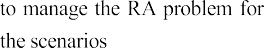 to manage the RA problem for
the scenarios